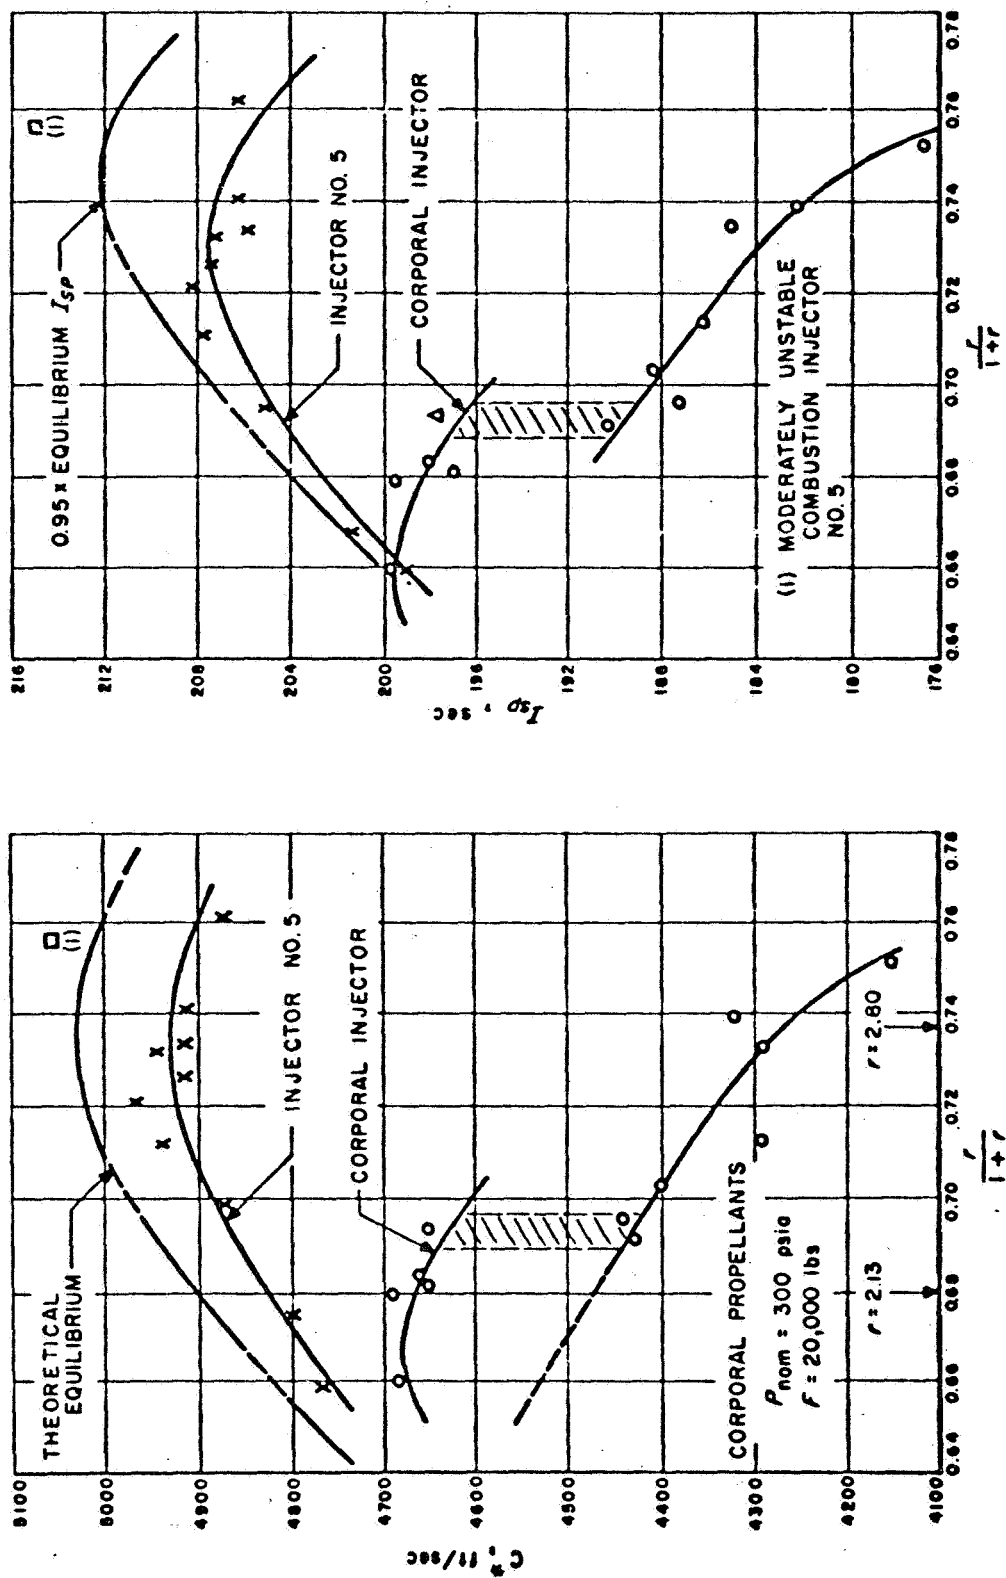 5100
5000
4900
4800
4700
4600
4500
4400
4300
4200
4100
C*, ft/sec
THEORETICAL
EQUILIBRIUM
(1)
INJECTOR NO. 5
CORPORAL INJECTOR
CORPORAL PROPELLANTS
Pnom = 300 psia
F = 20,000 lbs
r = 2.13
r = 2.80
0.64
0.66
0.68
0.70
0.72
0.74
0.76
0.78
r
1 + r
216
212
208
204
200
196
192
188
184
180
176
Isp, sec
0.95 x EQUILIBRIUM Isp
(1)
INJECTOR NO. 5
CORPORAL INJECTOR
(1) MODERATELY UNSTABLE
COMBUSTION INJECTOR
NO. 5
0.64
0.66
0.68
0.70
0.72
0.74
0.76
0.78
r
1 + r